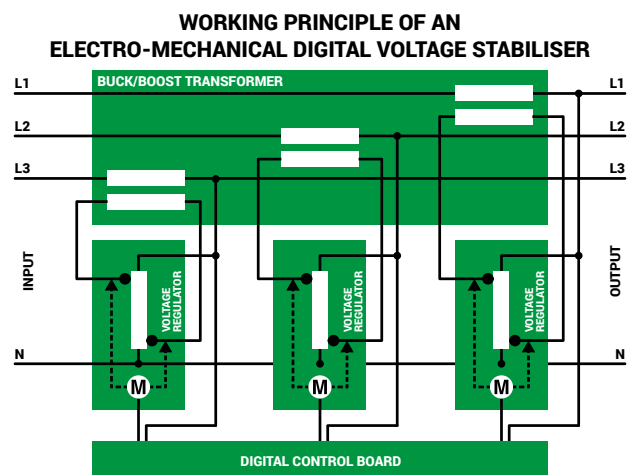 WORKING PRINCIPLE OF AN
ELECTRO-MECHANICAL DIGITAL VOLTAGE STABILISER
BUCK/BOOST TRANSFORMER
L1
L1
L2
L2
L3
L3
INPUT
OUTPUT
VOLTAGE
REGULATOR
VOLTAGE
REGULATOR
VOLTAGE
REGULATOR
N
N
M
M
M
DIGITAL CONTROL BOARD